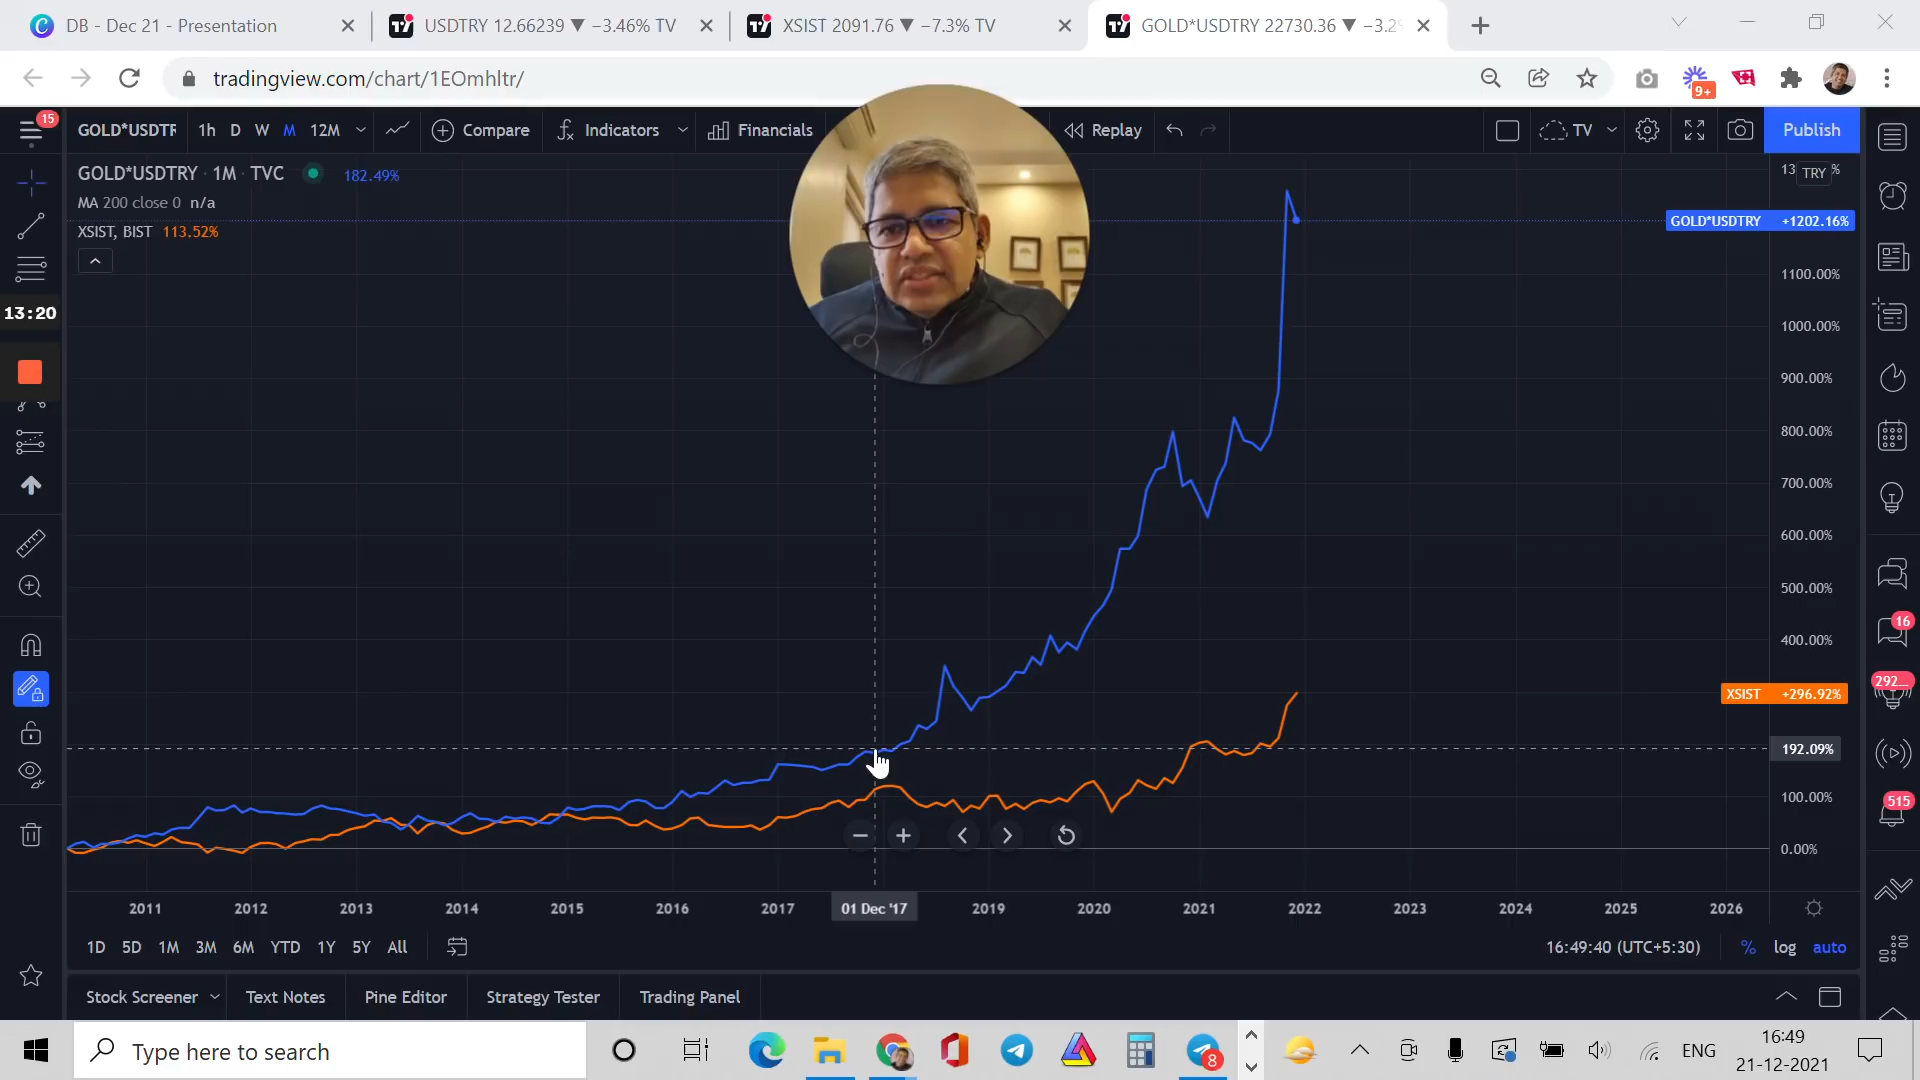 DB - Dec 21 - Presentation
USDTRY 12.66239 ▼ −3.46% TV
XSIST 2091.76 ▼ −7.3% TV
GOLD*USDTRY 22730.36 ▼ −3.2
tradingview.com/chart/1EOmhltr/
9+
15
GOLD*USDTR
1h D W M 12M
Compare
Indicators
Financials
Replay
TV
Publish
GOLD*USDTRY · 1M · TVC
182.49%
MA 200 close 0 n/a
XSIST, BIST 113.52%
TRY
GOLD*USDTRY +1202.16%
1100.00%
1000.00%
900.00%
800.00%
700.00%
600.00%
500.00%
400.00%
XSIST +296.92%
192.09%
100.00%
0.00%
13:20
16
292...
515
2011 2012 2013 2014 2015 2016 2017 01 Dec '17 2019 2020 2021 2022 2023 2024 2025 2026
1D 5D 1M 3M 6M YTD 1Y 5Y All
16:49:40 (UTC+5:30)
% log auto
Stock Screener
Text Notes
Pine Editor
Strategy Tester
Trading Panel
Type here to search
8
ENG
16:49
21-12-2021